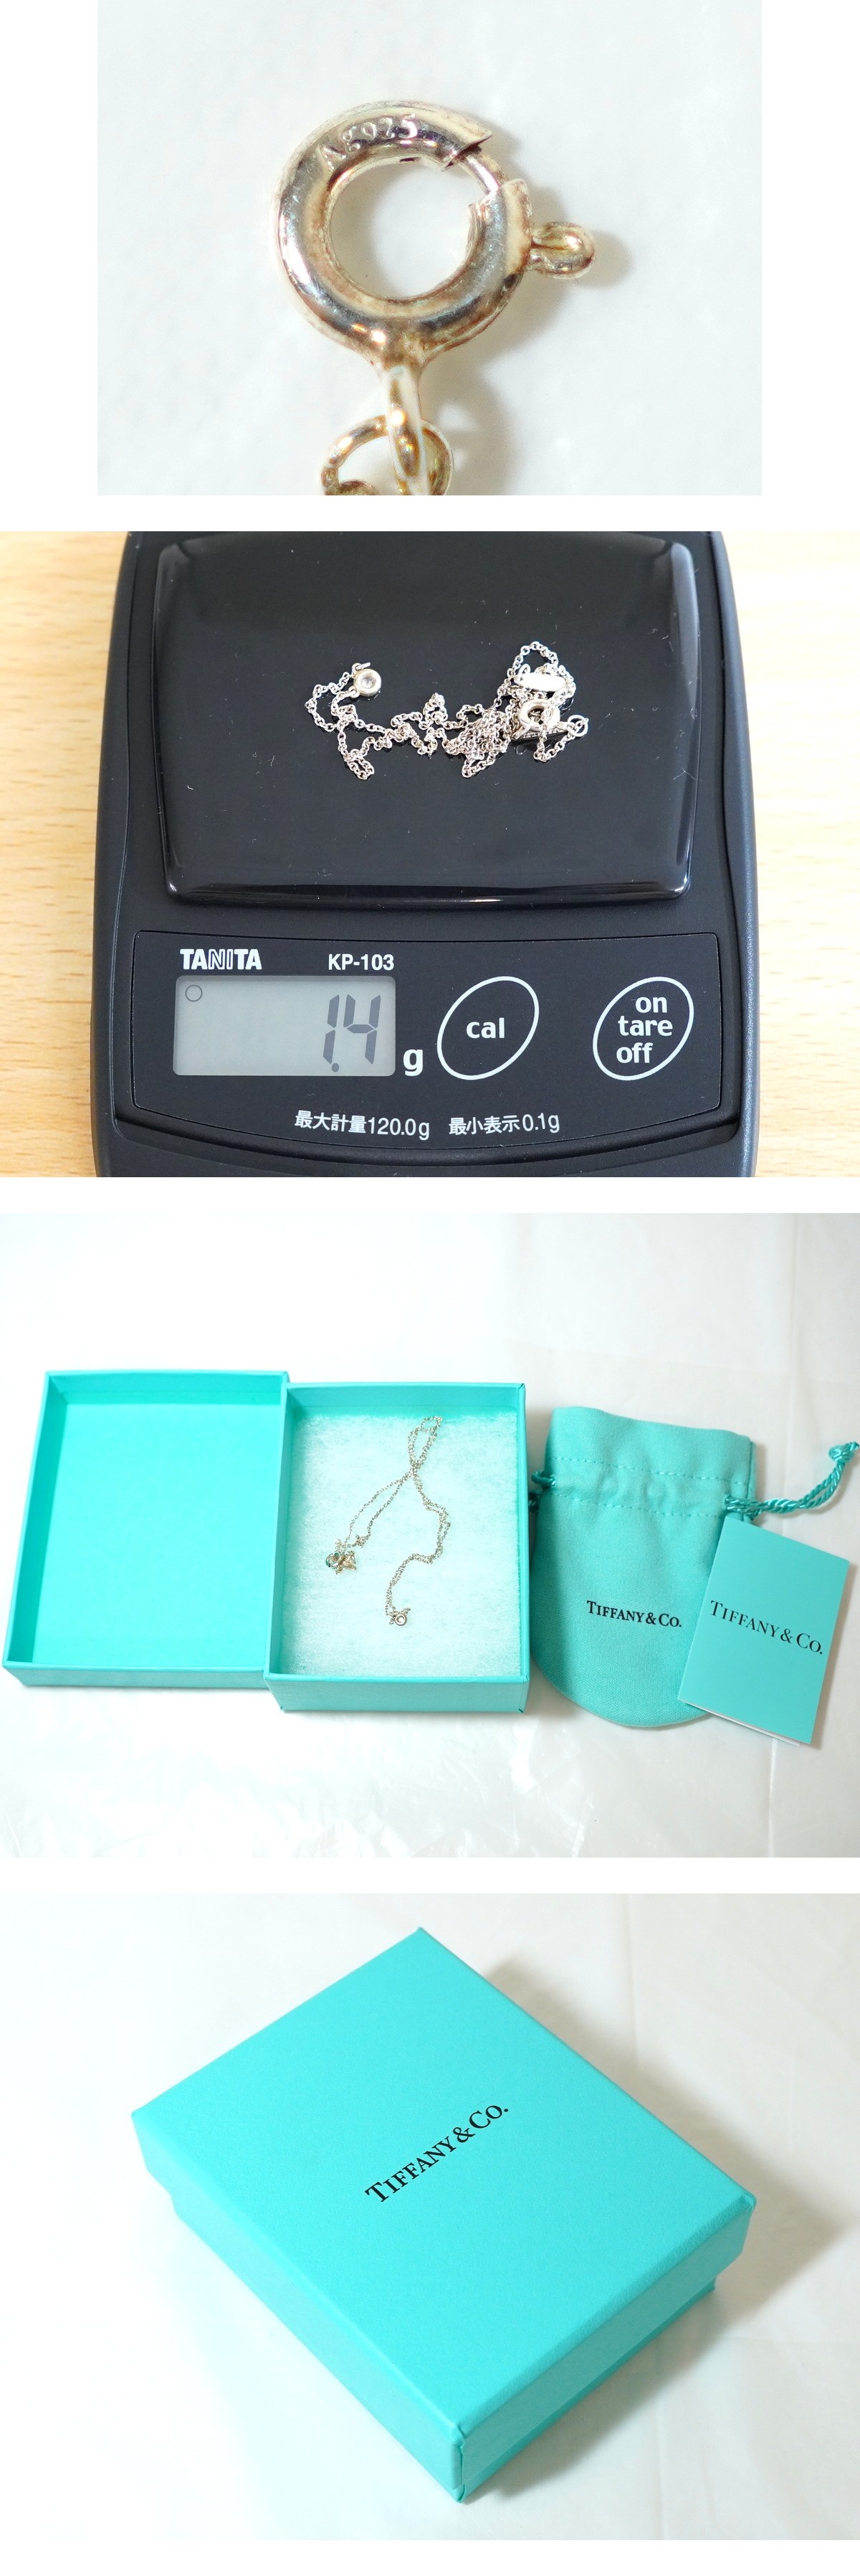 Ag925
TANITA KP-103
1.4 g
cal
on
tare
off
最大計量120.0g 最小表示0.1g
TIFFANY & CO.
TIFFANY & CO.
TIFFANY & CO.